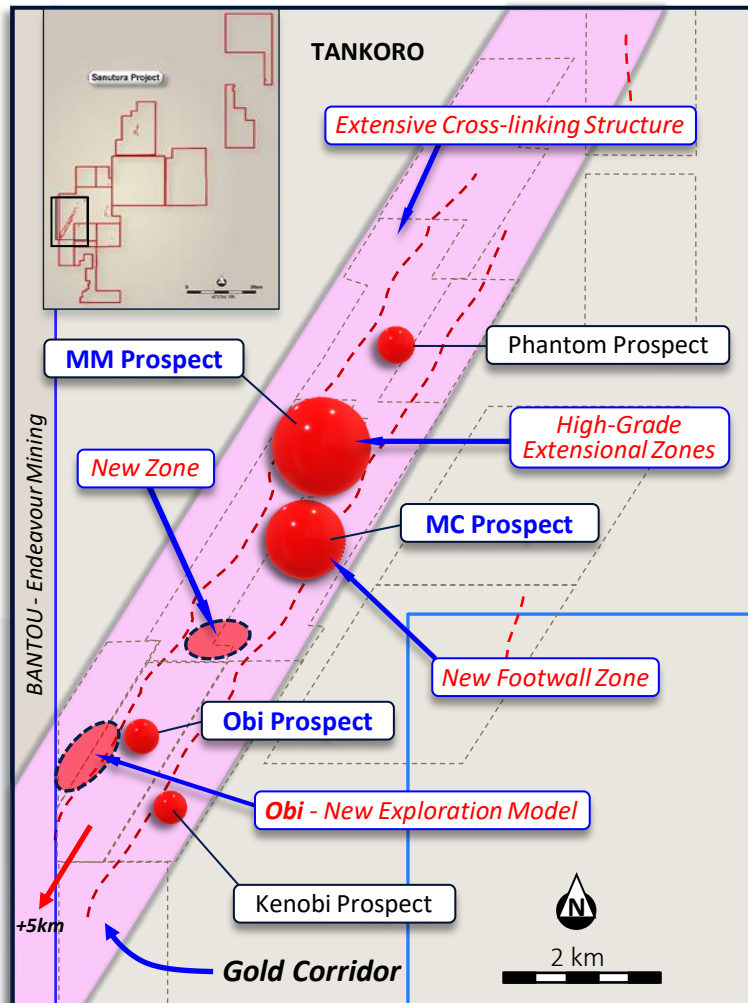 TANKORO
Sanutura Project
Extensive Cross-linking Structure
Phantom Prospect
MM Prospect
High-Grade
Extensional Zones
New Zone
MC Prospect
BANTOU - Endeavour Mining
New Footwall Zone
Obi Prospect
Obi - New Exploration Model
Kenobi Prospect
+5km
Gold Corridor
N
2 km